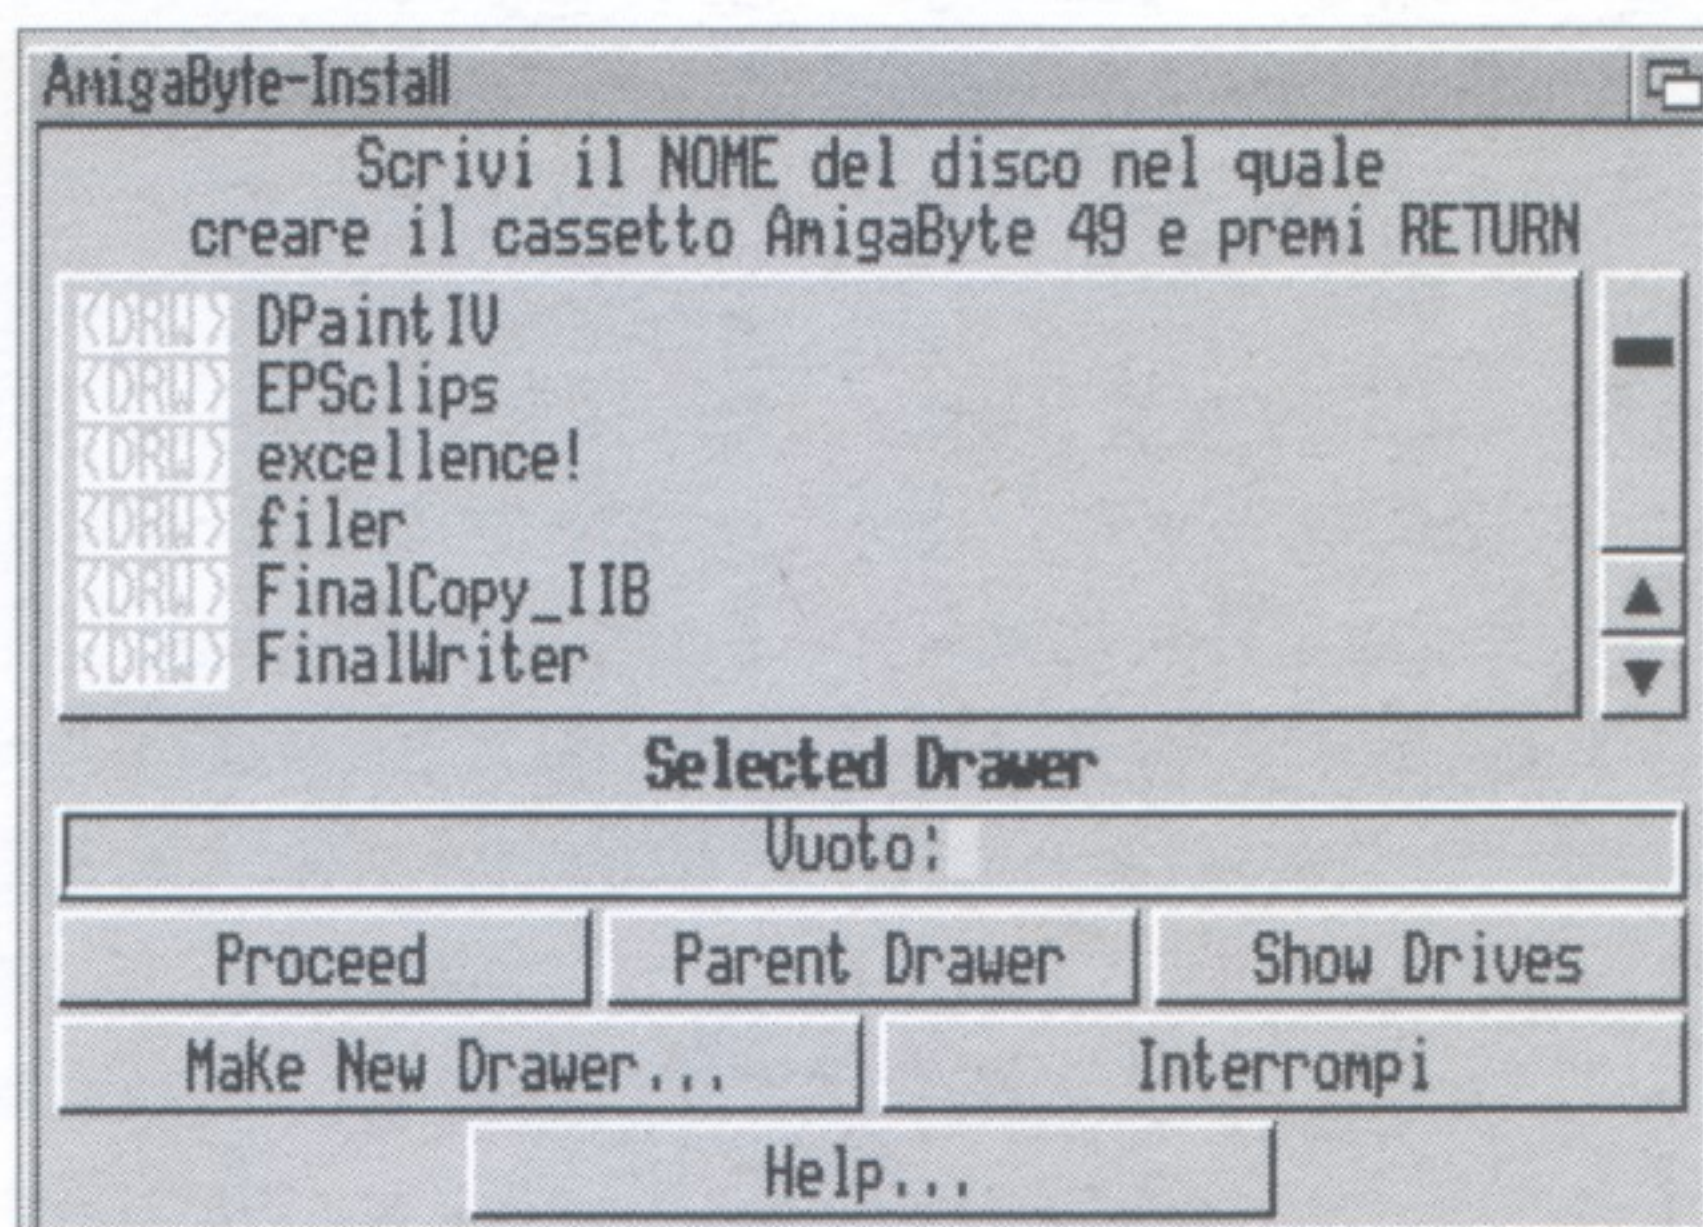 AmigaByte-Install
Scrivi il NOME del disco nel quale
creare il cassetto AmigaByte 49 e premi RETURN
<DRW> DPaintIV
<DRW> EPSclips
<DRW> excellence!
<DRW> filer
<DRW> FinalCopy_IIB
<DRW> FinalWriter
Selected Drawer
Vuoto:
Proceed Parent Drawer Show Drives
Make New Drawer... Interrompi
Help...